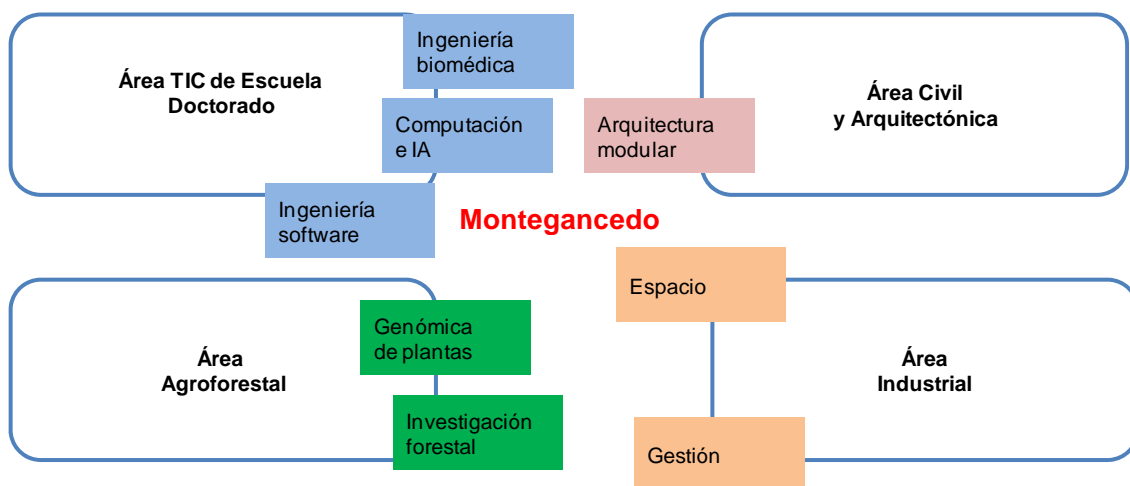 Área TIC de Escuela
Doctorado
Ingeniería
biomédica
Computación
e IA
Ingeniería
software
Arquitectura
modular
Área Civil
y Arquitectónica
Montegancedo
Área
Agroforestal
Genómica
de plantas
Investigación
forestal
Espacio
Gestión
Área
Industrial